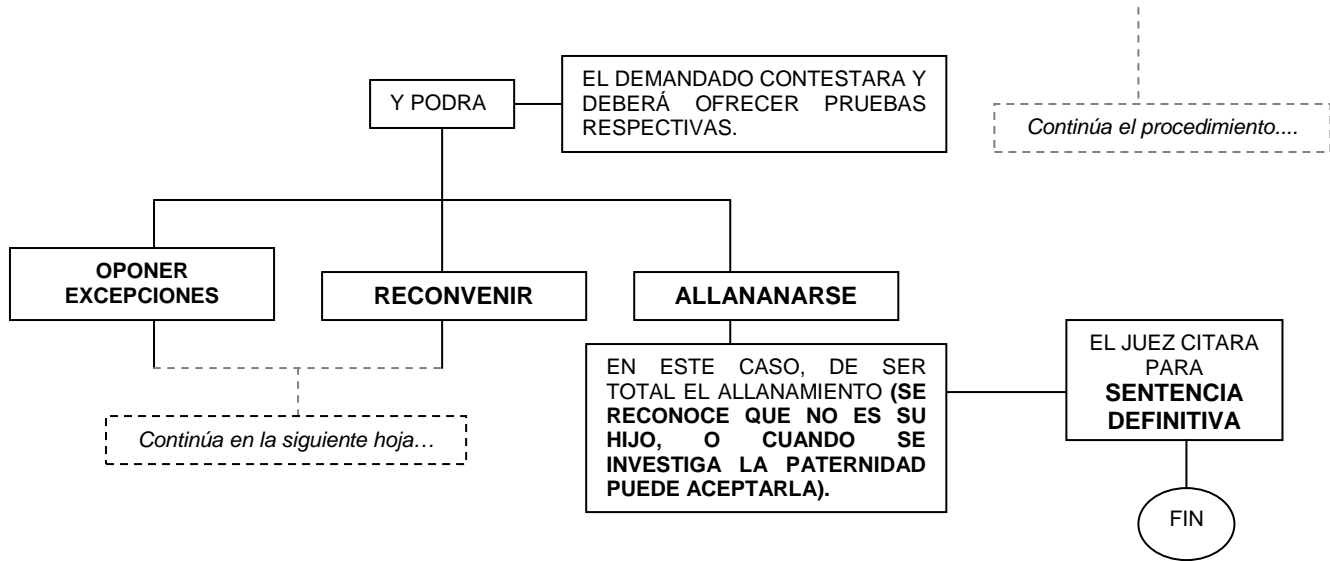 EL DEMANDADO CONTESTARA Y
DEBERÁ OFRECER PRUEBAS
RESPECTIVAS.
Y PODRA
Continúa el procedimiento....
OPONER
EXCEPCIONES
RECONVENIR
ALLANANARSE
Continúa en la siguiente hoja…
EN ESTE CASO, DE SER
TOTAL EL ALLANAMIENTO (SE
RECONOCE QUE NO ES SU
HIJO, O CUANDO SE
INVESTIGA LA PATERNIDAD
PUEDE ACEPTARLA).
EL JUEZ CITARA
PARA
SENTENCIA
DEFINITIVA
FIN